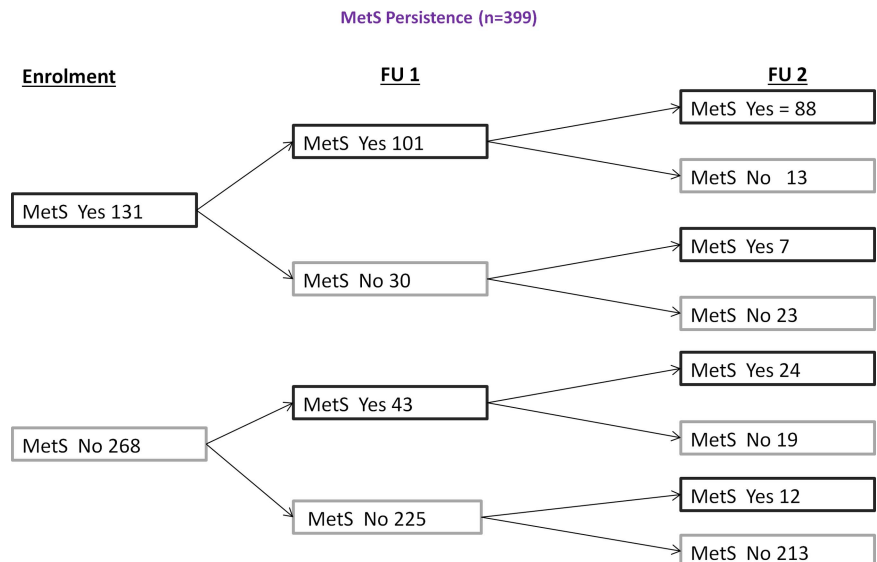 MetS Persistence (n=399)
Enrolment
FU 1
FU 2
MetS Yes = 88
MetS Yes 101
MetS No 13
MetS Yes 131
MetS Yes 7
MetS No 30
MetS No 23
MetS Yes 24
MetS Yes 43
MetS No 19
MetS No 268
MetS Yes 12
MetS No 225
MetS No 213